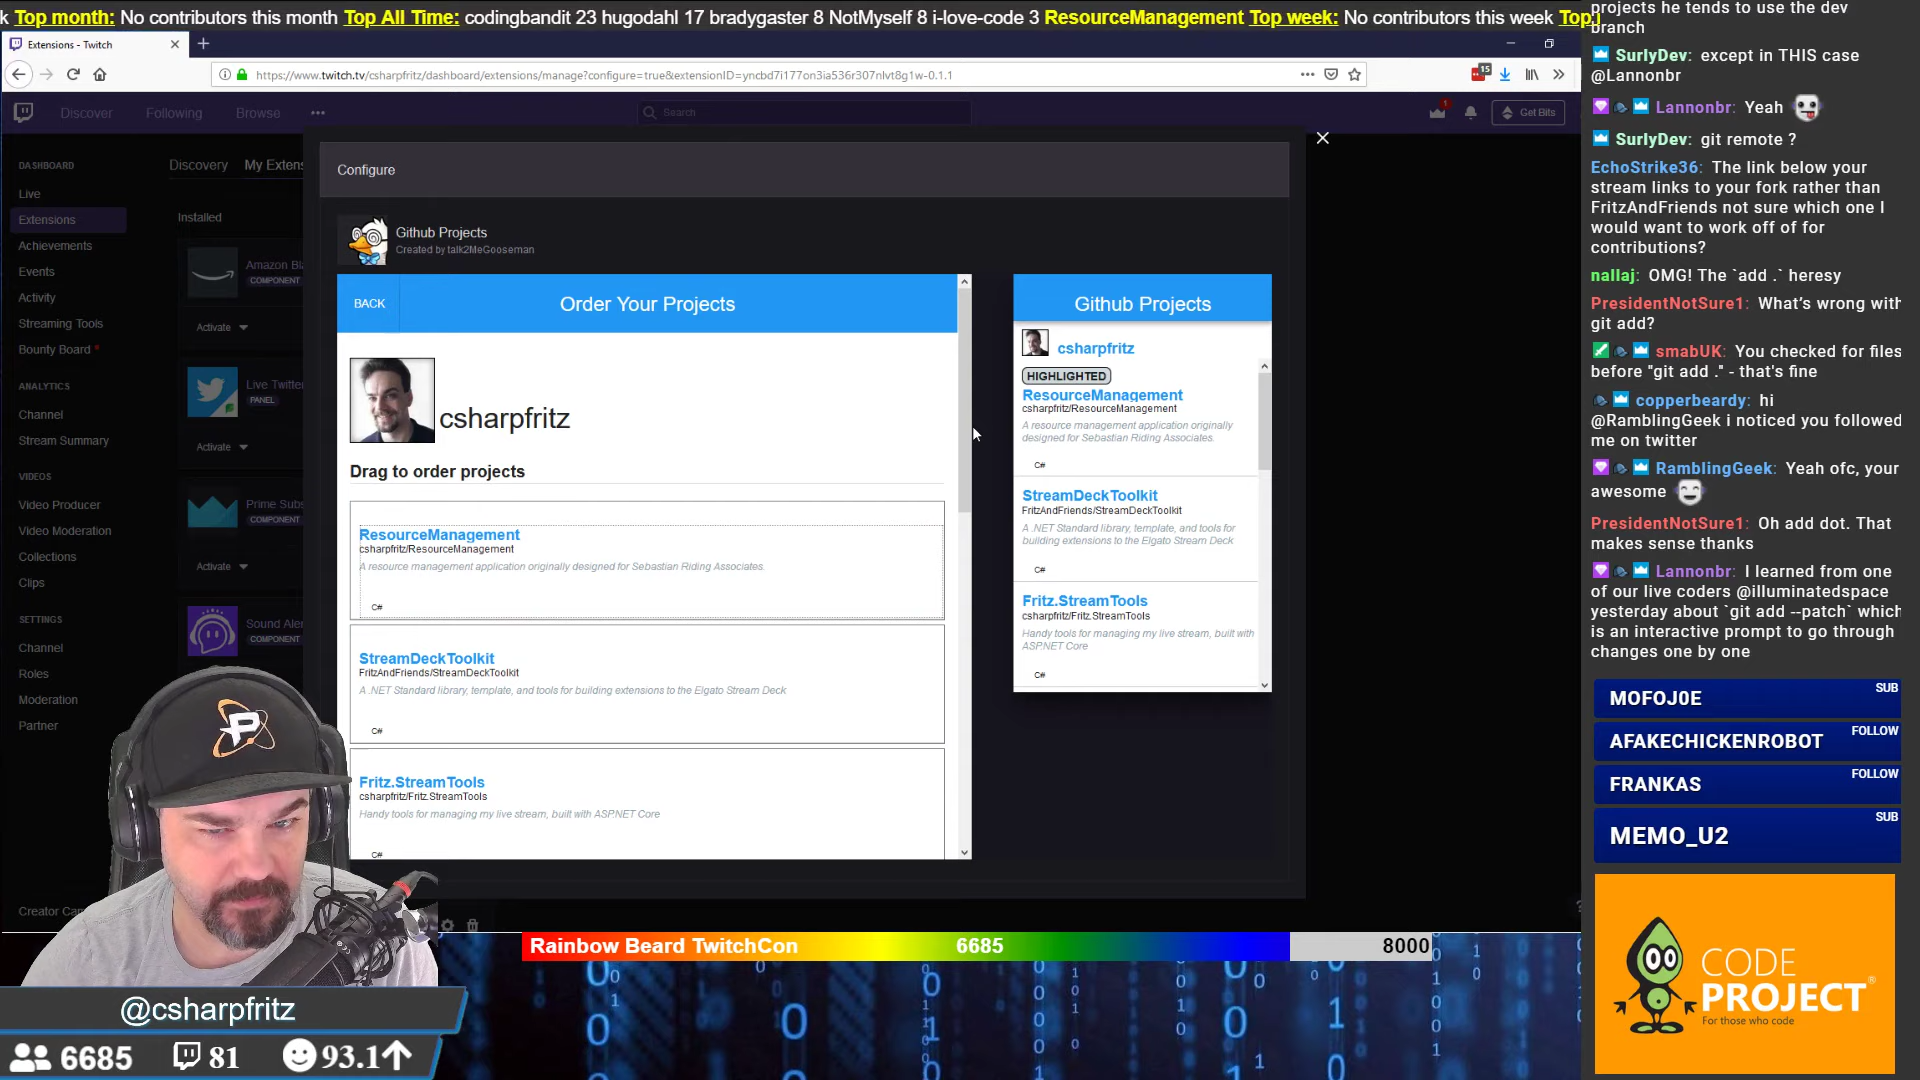 k Top month: No contributors this month Top All Time: codingbandit 23 hugodahl 17 bradygaster 8 NotMyself 8 i-love-code 3 ResourceManagement Top week: No contributors this week Top
Extensions - Twitch
https://www.twitch.tv/csharpfritz/dashboard/extensions/manage?configure=true&extensionID=yncbd7i177on3ia536r307nlvt8g1w-0.1.1
15
Discover
Following
Browse
Search
1
Get Bits
DASHBOARD
Live
Extensions
Achievements
Events
Activity
Streaming Tools
Bounty Board
ANALYTICS
Channel
Stream Summary
VIDEOS
Video Producer
Video Moderation
Collections
Clips
SETTINGS
Channel
Roles
Moderation
Partner
Creator Cam
Discovery
My Exten
Installed
Amazon Bla
COMPONENT
Activate
Live Twitter
PANEL
Activate
Prime Subs
COMPONENT
Activate
Sound Aler
COMPONENT
Configure
Github Projects
Created by talk2MeGooseman
BACK
Order Your Projects
csharpfritz
Drag to order projects
ResourceManagement
csharpfritz/ResourceManagement
A resource management application originally designed for Sebastian Riding Associates.
C#
StreamDeckToolkit
FritzAndFriends/StreamDeckToolkit
A .NET Standard library, template, and tools for building extensions to the Elgato Stream Deck
C#
Fritz.StreamTools
csharpfritz/Fritz.StreamTools
Handy tools for managing my live stream, built with ASP.NET Core
C#
Github Projects
csharpfritz
HIGHLIGHTED
ResourceManagement
csharpfritz/ResourceManagement
A resource management application originally
designed for Sebastian Riding Associates.
C#
StreamDeckToolkit
FritzAndFriends/StreamDeckToolkit
A .NET Standard library, template, and tools for
building extensions to the Elgato Stream Deck
C#
Fritz.StreamTools
csharpfritz/Fritz.StreamTools
Handy tools for managing my live stream, built with
ASP.NET Core
C#
projects he tends to use the dev
branch
SurlyDev: except in THIS case
@Lannonbr
Lannonbr: Yeah
SurlyDev: git remote ?
EchoStrike36: The link below your
stream links to your fork rather than
FritzAndFriends not sure which one I
would want to work off of for
contributions?
nallaj: OMG! The `add .` heresy
PresidentNotSure1: What's wrong with
git add?
smabUK: You checked for files
before "git add ." - that's fine
copperbeardy: hi
@RamblingGeek i noticed you followed
me on twitter
RamblingGeek: Yeah ofc, your
awesome
PresidentNotSure1: Oh add dot. That
makes sense thanks
Lannonbr: I learned from one
of our live coders @illuminatedspace
yesterday about `git add --patch` which
is an interactive prompt to go through
changes one by one
MOFOJ0E SUB
AFAKECHICKENROBOT FOLLOW
FRANKAS FOLLOW
MEMO_U2 SUB
CODE
PROJECT®
For those who code
Rainbow Beard TwitchCon 6685 8000
@csharpfritz
6685 81 93.1